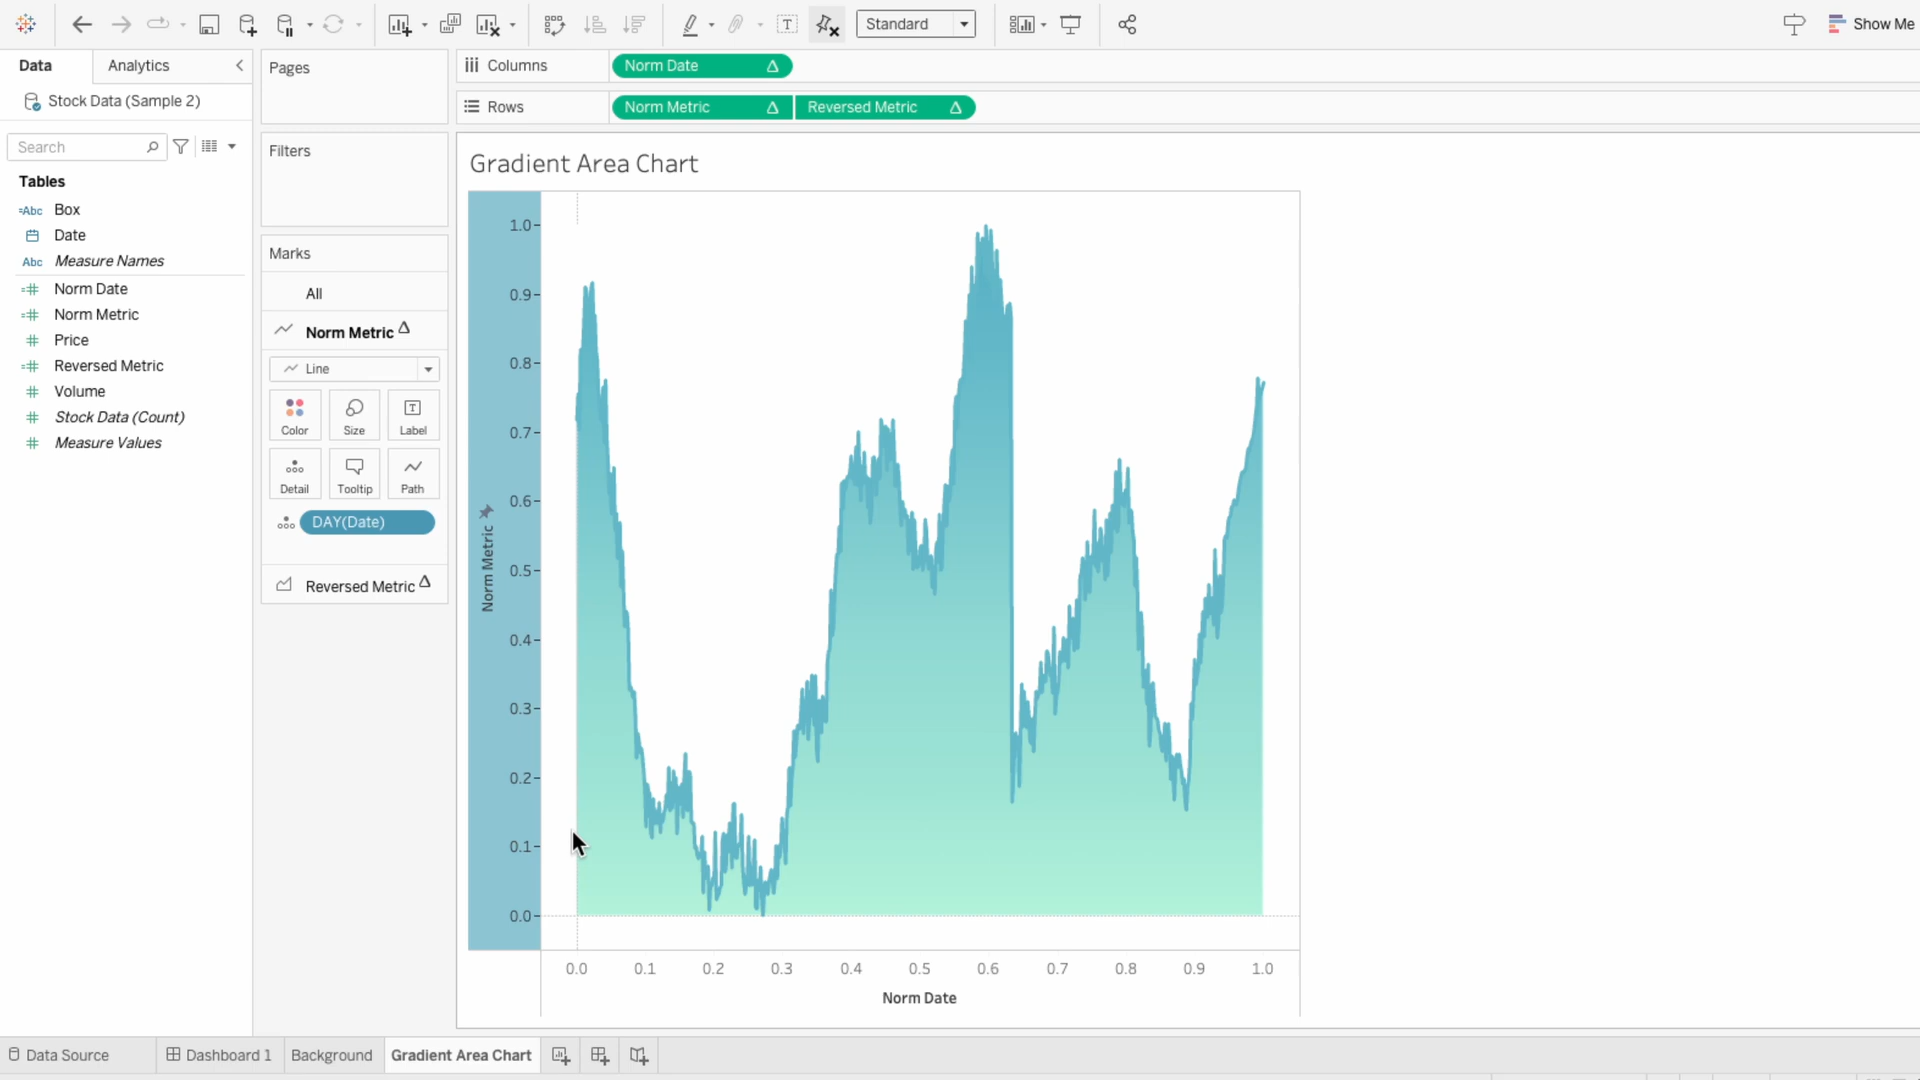 Standard
Show Me
Data
Analytics
Stock Data (Sample 2)
Search
Tables
Abc Box
Date
Abc Measure Names
Norm Date
Norm Metric
Price
Reversed Metric
Volume
Stock Data (Count)
Measure Values
Pages
Filters
Marks
All
Norm Metric
Line
Color
Size
Label
Detail
Tooltip
Path
DAY(Date)
Reversed Metric
Columns
Norm Date
Rows
Norm Metric
Reversed Metric
Gradient Area Chart
Norm Metric
1.0
0.9
0.8
0.7
0.6
0.5
0.4
0.3
0.2
0.1
0.0
0.0 0.1 0.2 0.3 0.4 0.5 0.6 0.7 0.8 0.9 1.0
Norm Date
Data Source
Dashboard 1
Background
Gradient Area Chart